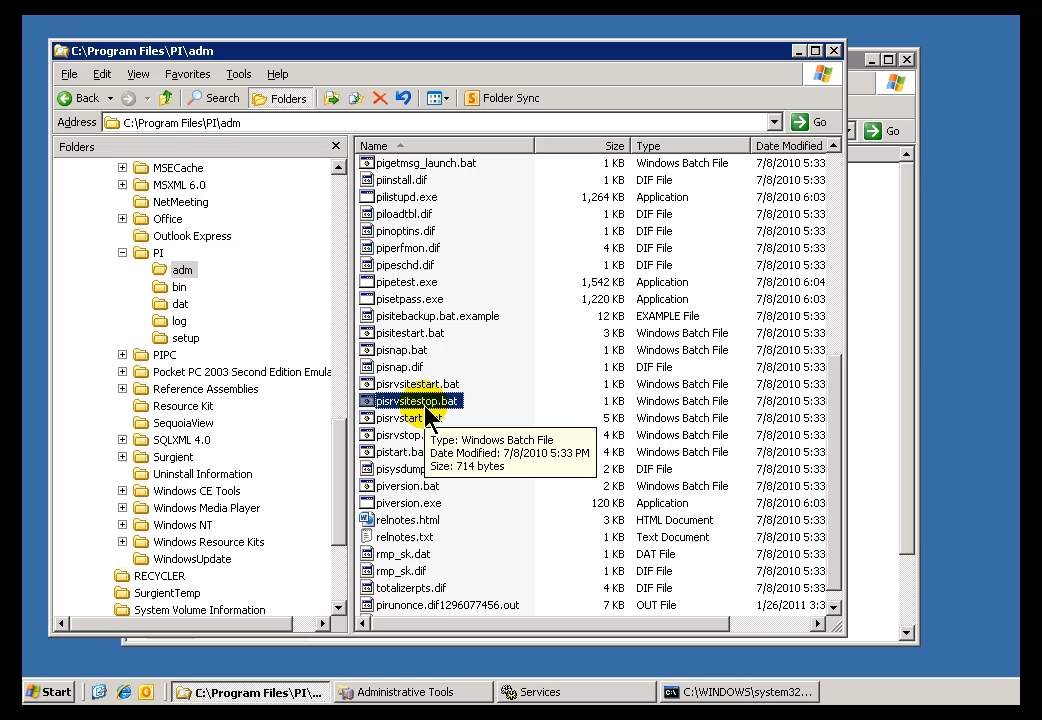 C:\Program Files\PI\adm
File Edit View Favorites Tools Help
Back Search Folders Folder Sync
Address C:\Program Files\PI\adm Go
Go
Folders
MSECache
MSXML 6.0
NetMeeting
Office
Outlook Express
PI
adm
bin
dat
log
setup
PIPC
Pocket PC 2003 Second Edition Emula
Reference Assemblies
Resource Kit
SequoiaView
SQLXML 4.0
Surgient
Uninstall Information
Windows CE Tools
Windows Media Player
Windows NT
Windows Resource Kits
WindowsUpdate
RECYCLER
SurgientTemp
System Volume Information
Name Size Type Date Modified
pigetmsg_launch.bat 1 KB Windows Batch File 7/8/2010 5:33
piinstall.dif 1 KB DIF File 7/8/2010 5:33
pilistupd.exe 1,264 KB Application 7/8/2010 6:03
piloadtbl.dif 1 KB DIF File 7/8/2010 5:33
pinoptins.dif 1 KB DIF File 7/8/2010 5:33
piperfmon.dif 4 KB DIF File 7/8/2010 5:33
pipeschd.dif 1 KB DIF File 7/8/2010 5:33
pipetest.exe 1,542 KB Application 7/8/2010 6:04
pisetpass.exe 1,220 KB Application 7/8/2010 6:03
pisitebackup.bat.example 12 KB EXAMPLE File 7/8/2010 5:33
pisitestart.bat 3 KB Windows Batch File 7/8/2010 5:33
pisnap.bat 1 KB Windows Batch File 7/8/2010 5:33
pisnap.dif 1 KB DIF File 7/8/2010 5:33
pisrvsitestart.bat 1 KB Windows Batch File 7/8/2010 5:33
pisrvsitestop.bat 1 KB Windows Batch File 7/8/2010 5:33
pisrvstart 5 KB Windows Batch File 7/8/2010 5:33
pisrvstop. 4 KB Windows Batch File 7/8/2010 5:33
pistart.ba 4 KB Windows Batch File 7/8/2010 5:33
pisysdump 2 KB DIF File 7/8/2010 5:33
piversion.bat 2 KB Windows Batch File 7/8/2010 5:33
piversion.exe 120 KB Application 7/8/2010 6:03
relnotes.html 3 KB HTML Document 7/8/2010 5:33
relnotes.txt 1 KB Text Document 7/8/2010 5:33
rmp_sk.dat 1 KB DAT File 7/8/2010 5:33
rmp_sk.dif 1 KB DIF File 7/8/2010 5:33
totalizerpts.dif 4 KB DIF File 7/8/2010 5:33
pirunonce.dif1296077456.out 7 KB OUT File 1/26/2011 3:3
Type: Windows Batch File
Date Modified: 7/8/2010 5:33 PM
Size: 714 bytes
Start C:\Program Files\PI\... Administrative Tools Services C:\WINDOWS\system32...